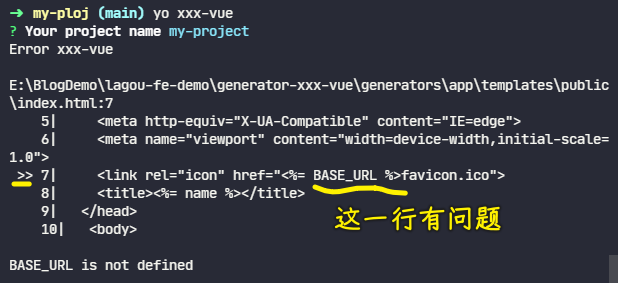 ➜ my-ploj (main) yo xxx-vue
? Your project name my-project
Error xxx-vue
E:\BlogDemo\lagou-fe-demo\generator-xxx-vue\generators\app\templates\public
\index.html:7
5| <meta http-equiv="X-UA-Compatible" content="IE=edge">
6| <meta name="viewport" content="width=device-width,initial-scale=
1.0">
>> 7| <link rel="icon" href="<%= BASE_URL %>favicon.ico">
8| <title><%= name %></title>
9| </head>
10| <body>
这一行有问题
BASE_URL is not defined